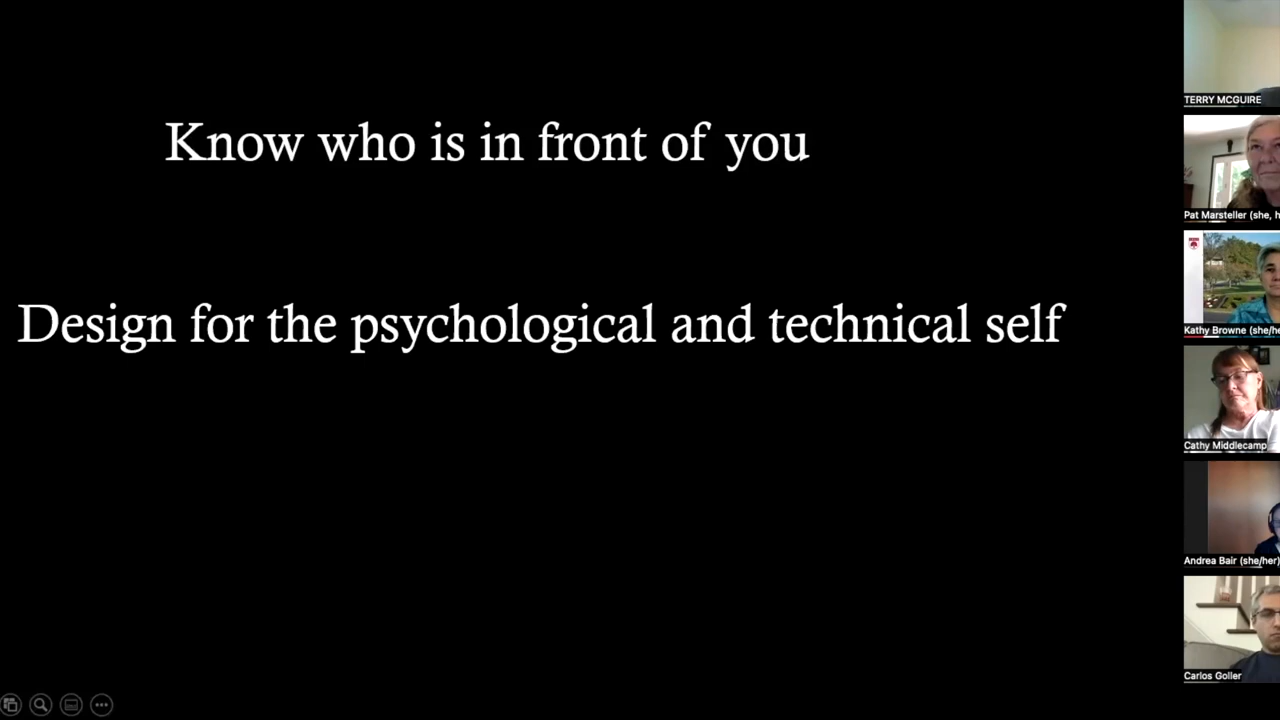 Know who is in front of you
Design for the psychological and technical self
TERRY MCGUIRE
Pat Marsteller (she, h
Kathy Browne (she/he
Cathy Middlecamp
Andrea Bair (she/her)
Carlos Goller